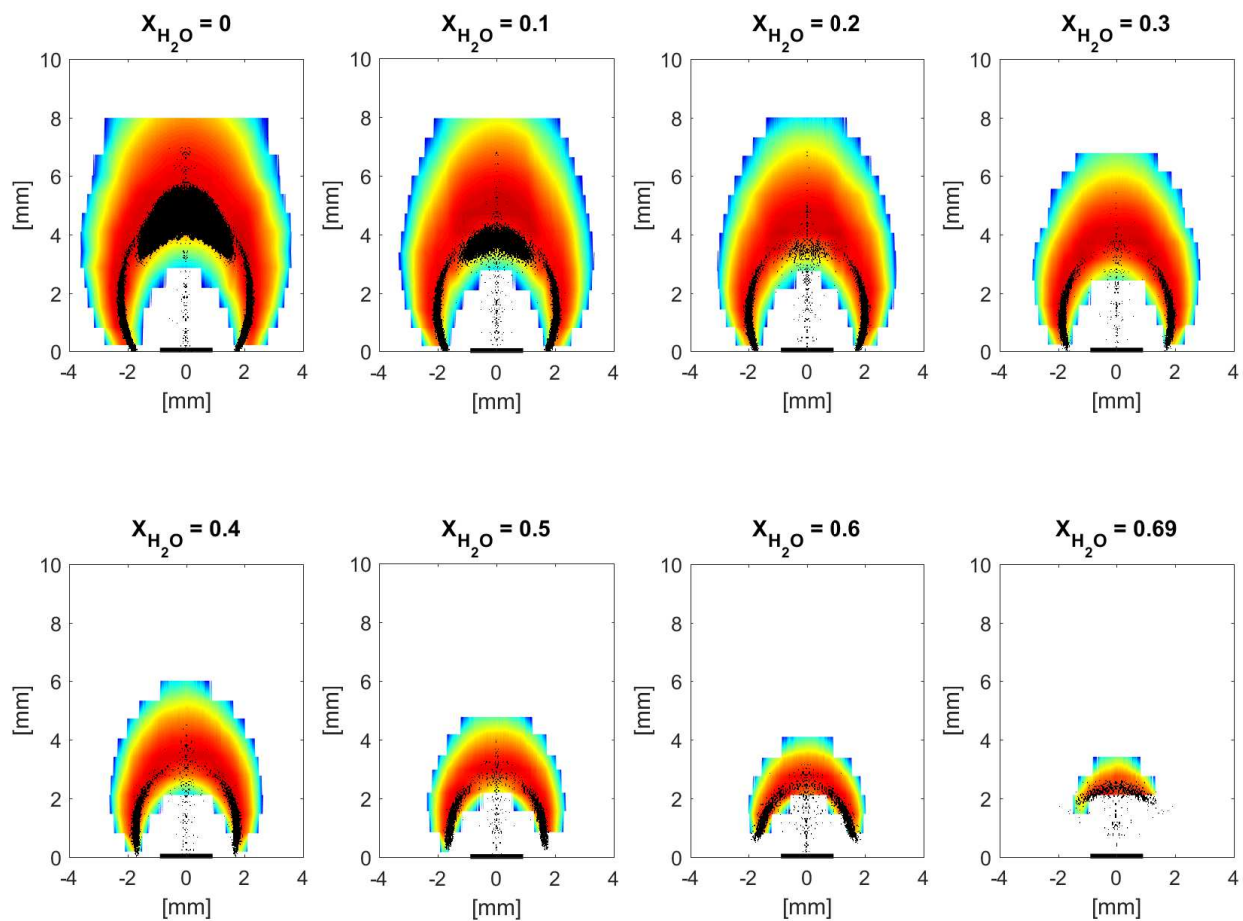 X_H₂O = 0 X_H₂O = 0.1 X_H₂O = 0.2 X_H₂O = 0.3
10 10 10 10
8 8 8 8
6 6 6 6
[mm] [mm] [mm] [mm]
4 4 4 4
2 2 2 2
0 0 0 0
-4 -2 0 2 4 -4 -2 0 2 4 -4 -2 0 2 4 -4 -2 0 2 4
[mm] [mm] [mm] [mm]
X_H₂O = 0.4 X_H₂O = 0.5 X_H₂O = 0.6 X_H₂O = 0.69
10 10 10 10
8 8 8 8
6 6 6 6
[mm] [mm] [mm] [mm]
4 4 4 4
2 2 2 2
0 0 0 0
-4 -2 0 2 4 -4 -2 0 2 4 -4 -2 0 2 4 -4 -2 0 2 4
[mm] [mm] [mm] [mm]